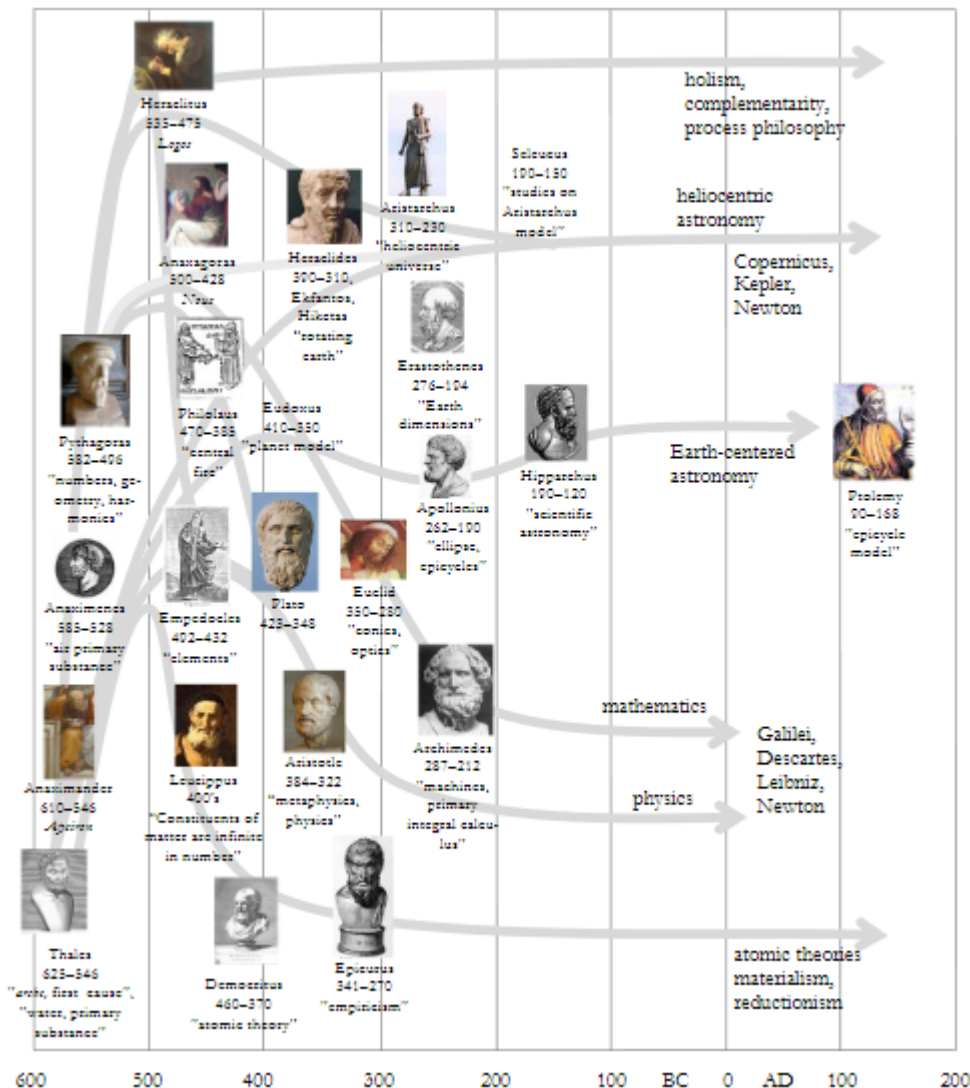 Heraclitus
535–475
Logos
holism,
complementarity,
process philosophy
Anaxagoras
500–428
Nous
Heraclides
390–310,
Ekfantos,
Hiketas
"rotating
earth"
Aristarchus
310–230
"heliocentric
universe"
Seleucus
190–150
"studies on
Aristarchus
model"
heliocentric
astronomy
Copernicus,
Kepler,
Newton
Pythagoras
582–496
"numbers, ge-
ometry, har-
monics"
Philolaus
470–385
"central
fire"
Eudoxus
410–350
"planet model"
Erastothenes
276–194
"Earth
dimensions"
Apollonius
262–190
"ellipse,
epicycles"
Hipparchus
190–120
"scientific
astronomy"
Earth-centered
astronomy
Ptolemy
90–168
"epicycle
model"
Anaximenes
585–528
"air primary
substance"
Empedocles
492–432
"elements"
Plato
423–348
Euclid
350–280
"conics,
optics"
Anaximander
610–546
Apeiron
Leucippus
400's
"Constituents of
matter are infinite
in number"
Aristotle
384–322
"metaphysics,
physics"
Archimedes
287–212
"machines,
primary
integral calcu-
lus"
mathematics
physics
Galilei,
Descartes,
Leibniz,
Newton
Thales
625–546
"arche, first cause",
"water, primary
substance"
Democritus
460–370
"atomic theory"
Epicurus
341–270
"empiricism"
atomic theories
materialism,
reductionism
600 500 400 300 200 100 BC 0 AD 100 200